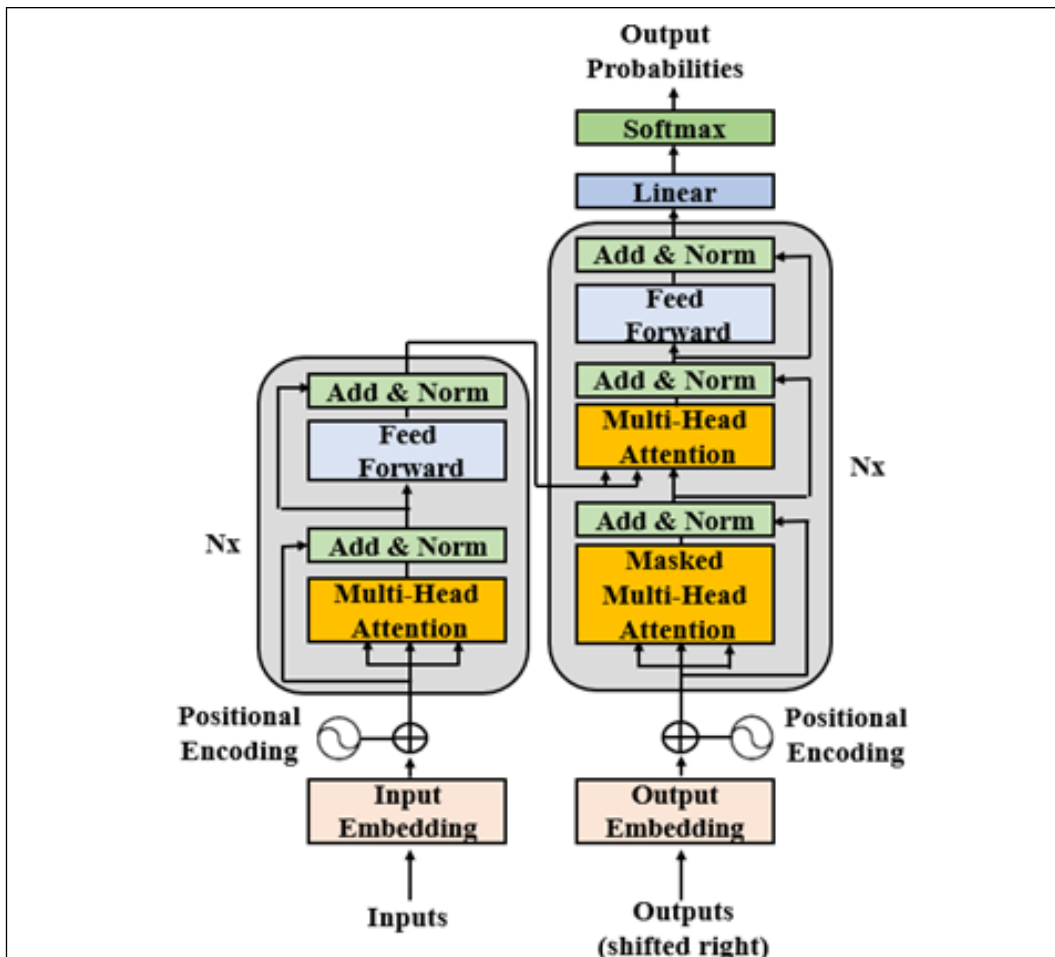 Output
Probabilities
Softmax
Linear
Add & Norm
Feed
Forward
Add & Norm
Multi-Head
Attention
Nx
Add & Norm
Masked
Multi-Head
Attention
Add & Norm
Feed
Forward
Nx
Add & Norm
Multi-Head
Attention
Positional
Encoding
Positional
Encoding
Input
Embedding
Output
Embedding
Inputs
Outputs
(shifted right)